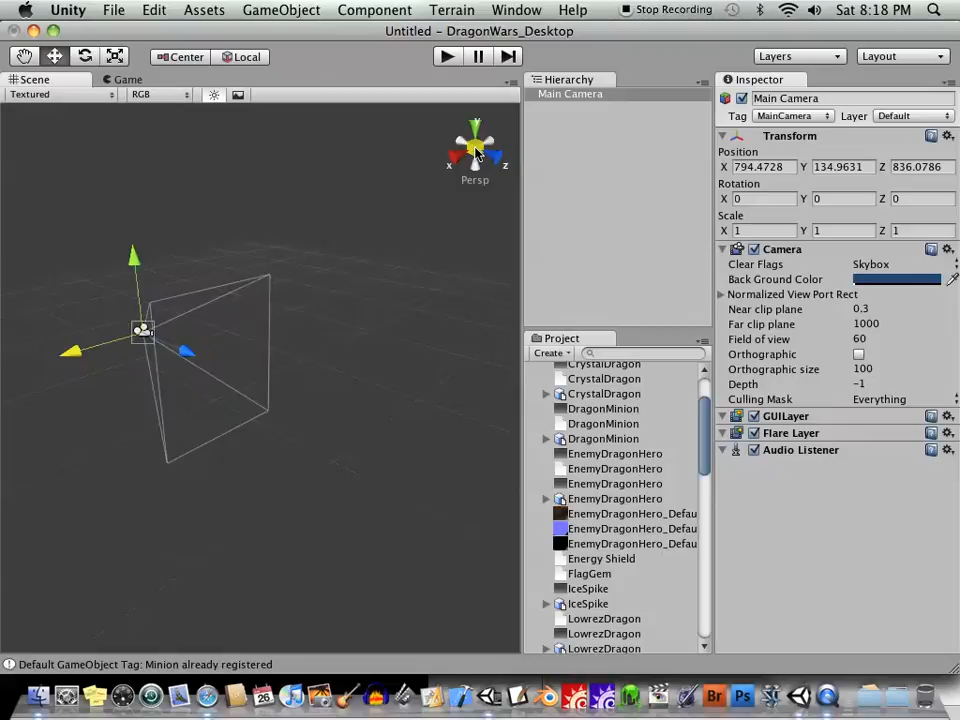 Unity File Edit Assets GameObject Component Terrain Window Help Stop Recording Sat 8:18 PM
Untitled - DragonWars_Desktop
Center Local Layers Layout
Scene Game
Textured RGB
y
x z
Persp
Hierarchy
Main Camera
Project
Create
CrystalDragon
CrystalDragon
CrystalDragon
DragonMinion
DragonMinion
DragonMinion
EnemyDragonHero
EnemyDragonHero
EnemyDragonHero
EnemyDragonHero
EnemyDragonHero_Defau
EnemyDragonHero_Defau
EnemyDragonHero_Defau
Energy Shield
FlagGem
IceSpike
IceSpike
LowrezDragon
LowrezDragon
LowrezDragon
Inspector
Main Camera
Tag MainCamera Layer Default
Transform
Position
X 794.4728 Y 134.9631 Z 836.0786
Rotation
X 0 Y 0 Z 0
Scale
X 1 Y 1 Z 1
Camera
Clear Flags Skybox
Back Ground Color
Normalized View Port Rect
Near clip plane 0.3
Far clip plane 1000
Field of view 60
Orthographic
Orthographic size 100
Depth -1
Culling Mask Everything
GUILayer
Flare Layer
Audio Listener
Default GameObject Tag: Minion already registered
26
Br Ps